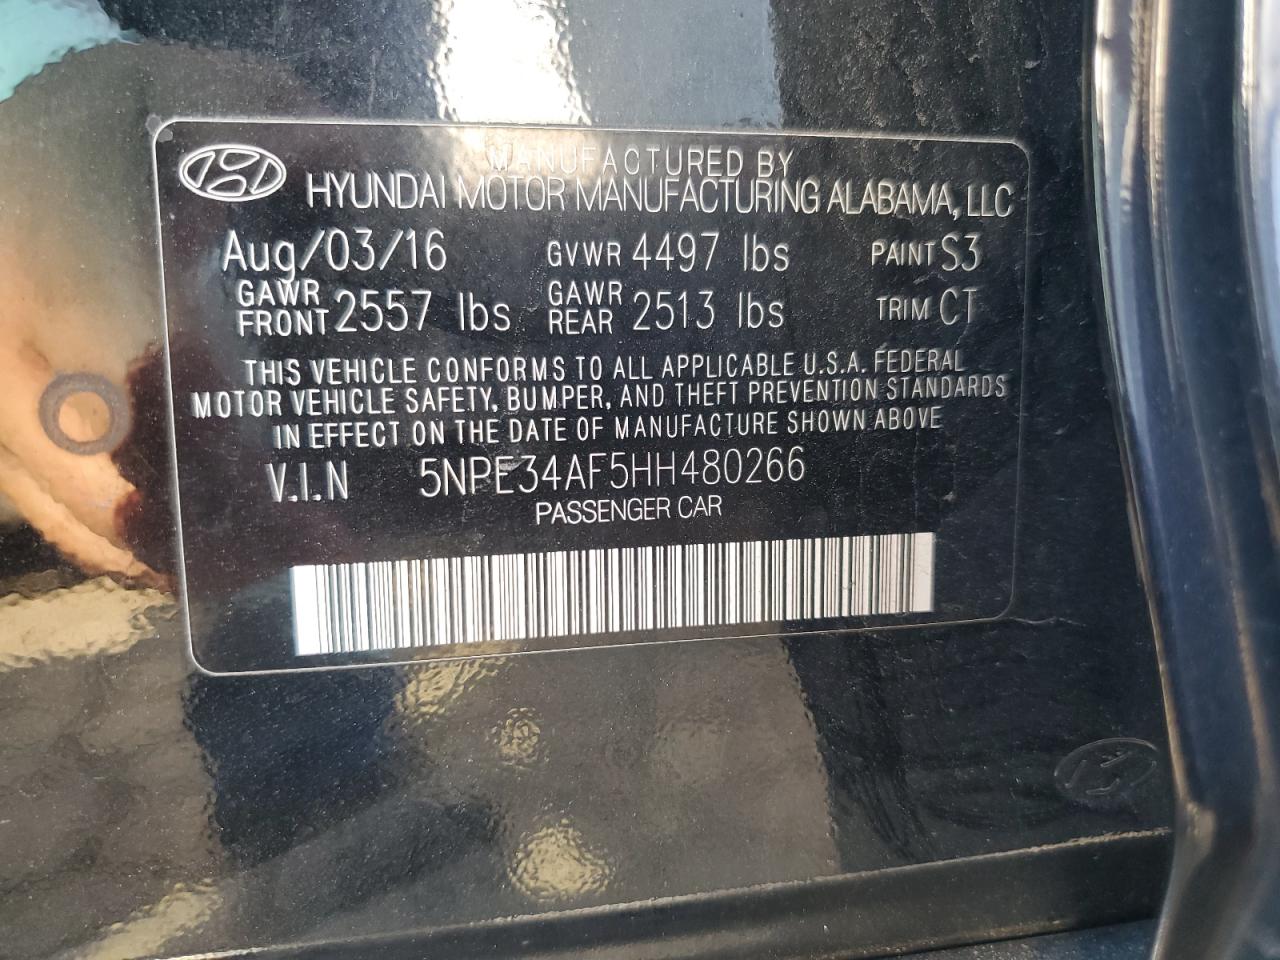 MANUFACTURED BY
HYUNDAI MOTOR MANUFACTURING ALABAMA, LLC
Aug/03/16 GVWR 4497 lbs PAINT S3
GAWR FRONT 2557 lbs GAWR REAR 2513 lbs TRIM CT
THIS VEHICLE CONFORMS TO ALL APPLICABLE U.S.A. FEDERAL
MOTOR VEHICLE SAFETY, BUMPER, AND THEFT PREVENTION STANDARDS
IN EFFECT ON THE DATE OF MANUFACTURE SHOWN ABOVE
V.I.N 5NPE34AF5HH480266
PASSENGER CAR